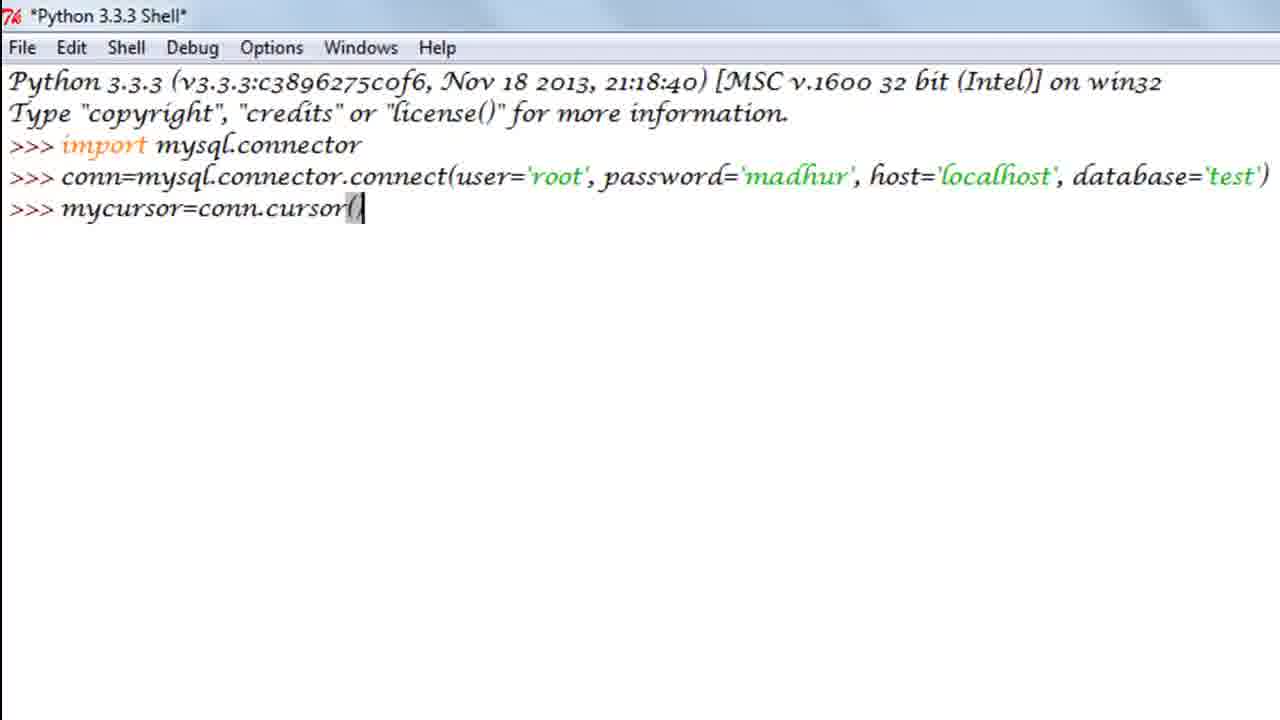 *Python 3.3.3 Shell*
File Edit Shell Debug Options Windows Help
Python 3.3.3 (v3.3.3:c3896275c0f6, Nov 18 2013, 21:18:40) [MSC v.1600 32 bit (Intel)] on win32
Type "copyright", "credits" or "license()" for more information.
>>> import mysql.connector
>>> conn=mysql.connector.connect(user='root', password='madhur', host='localhost', database='test')
>>> mycursor=conn.cursor()